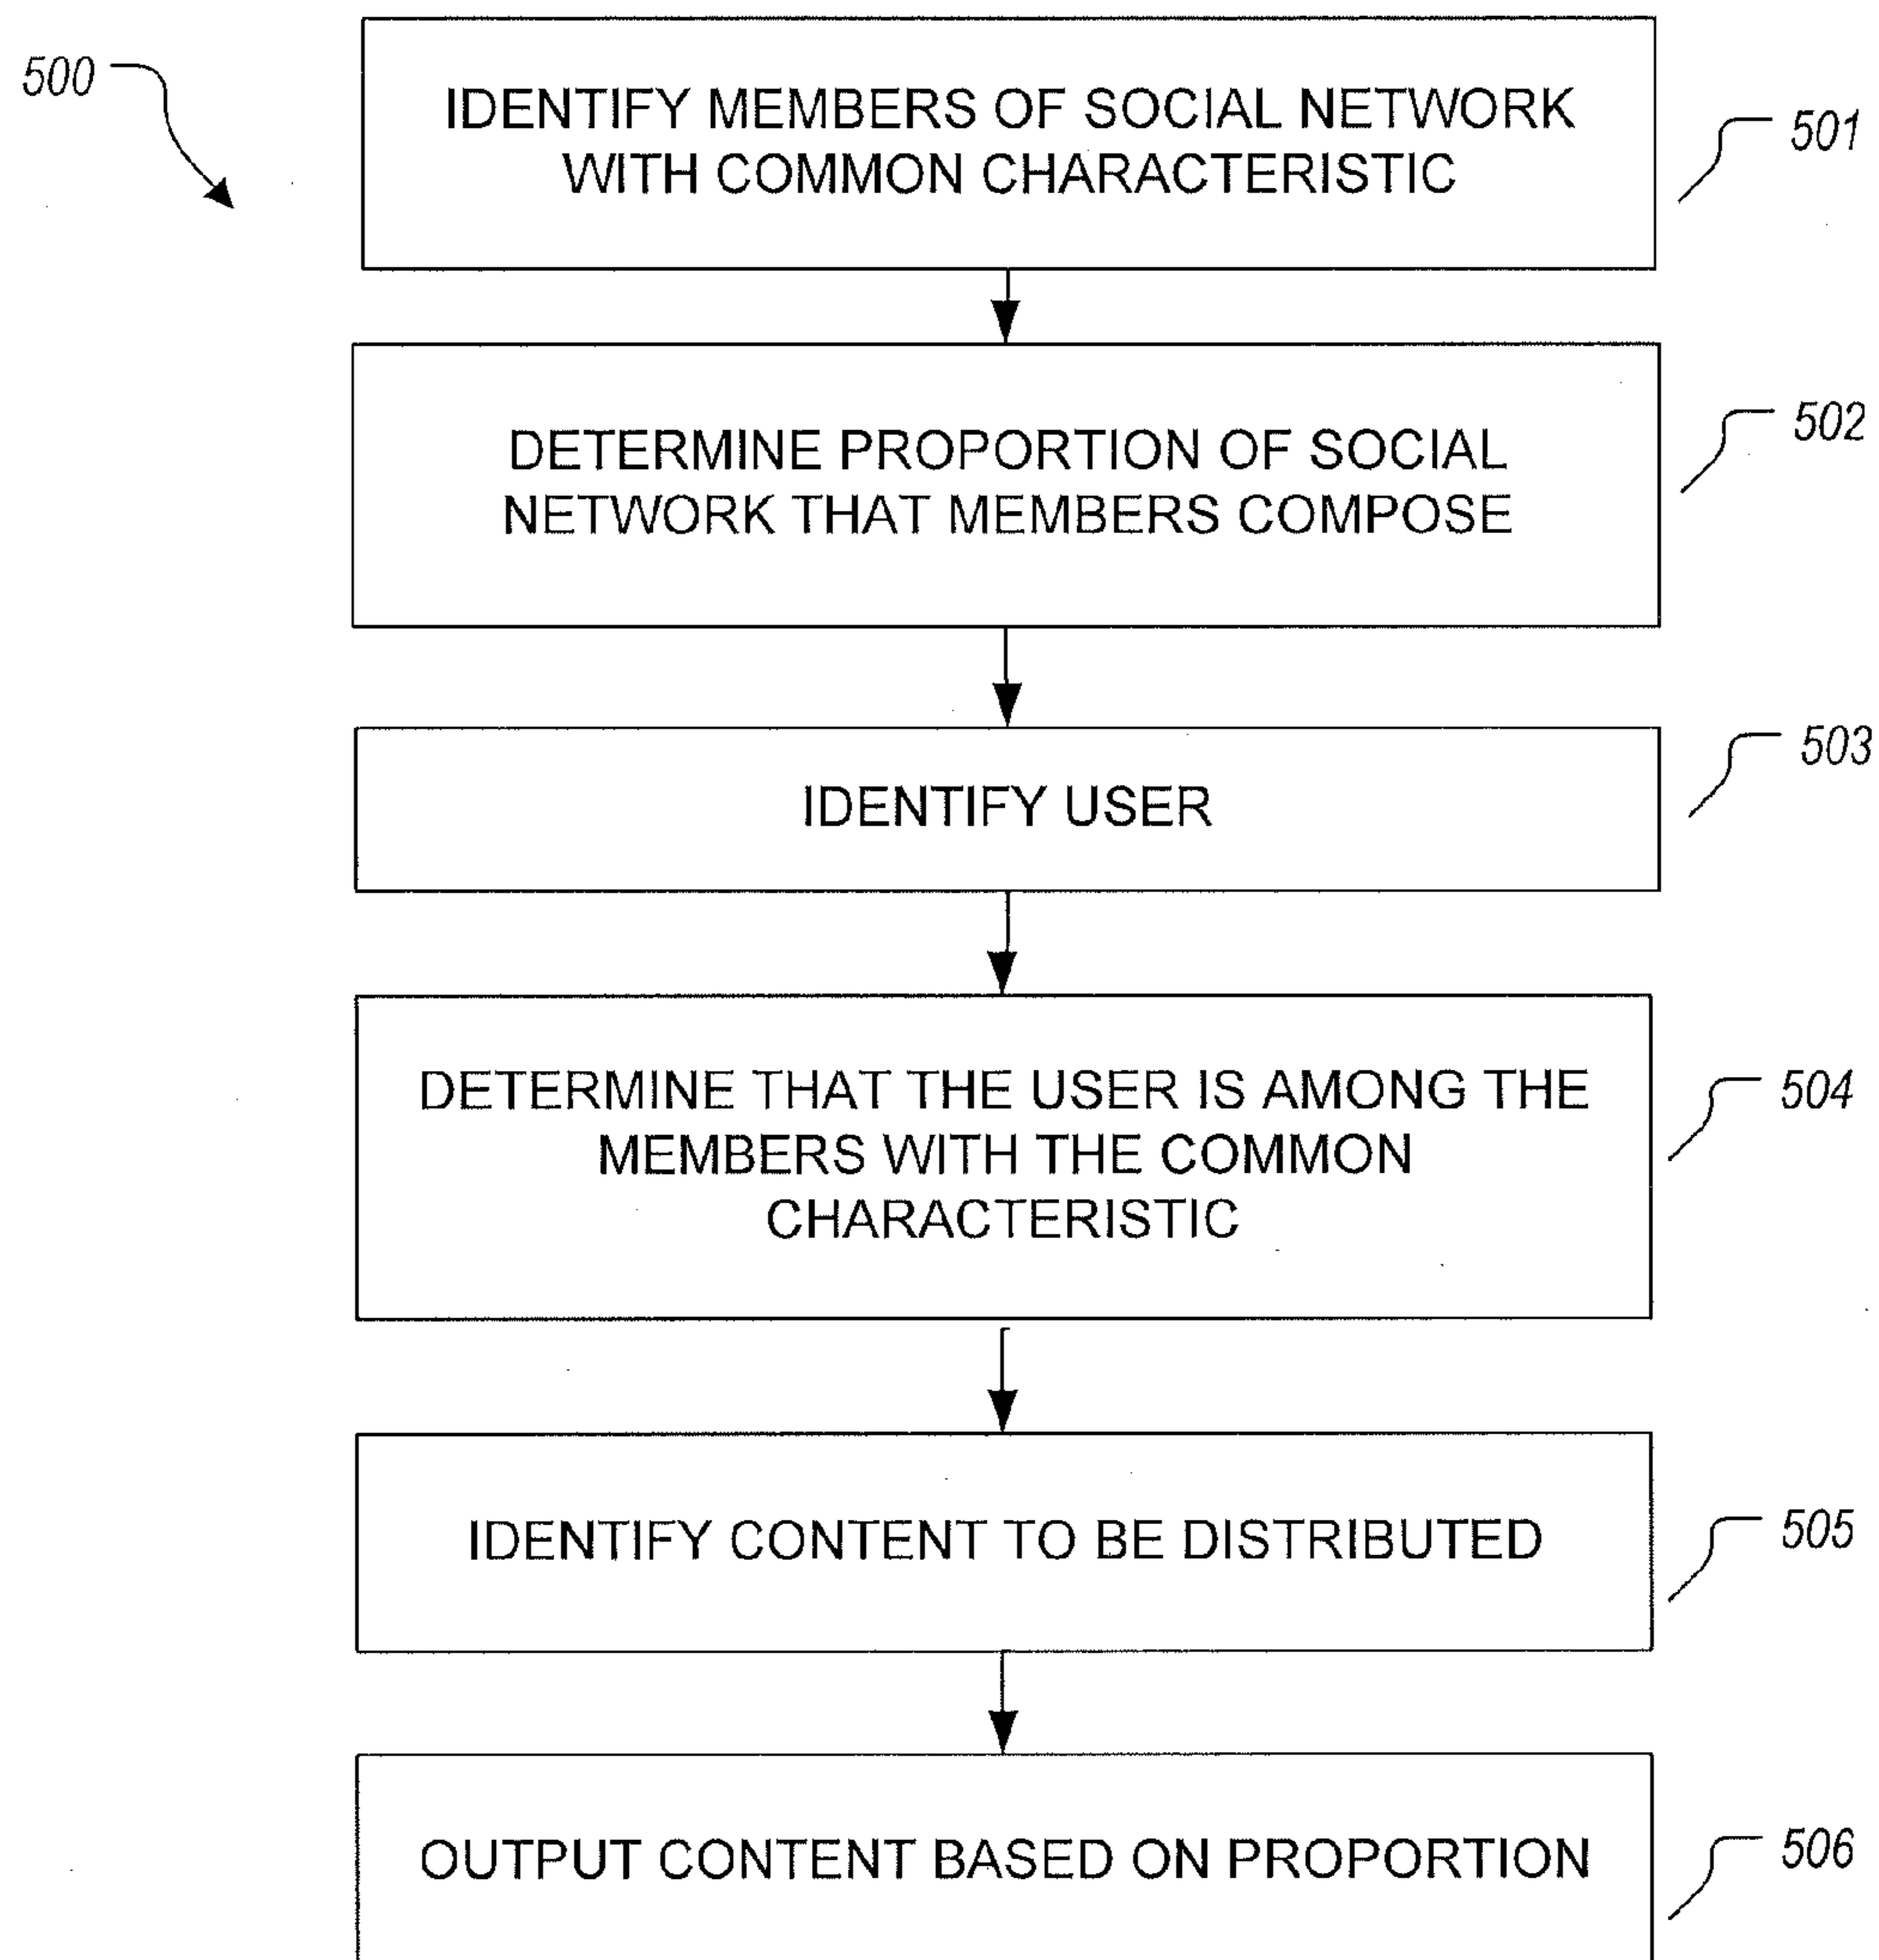 500
IDENTIFY MEMBERS OF SOCIAL NETWORK
WITH COMMON CHARACTERISTIC
501
DETERMINE PROPORTION OF SOCIAL
NETWORK THAT MEMBERS COMPOSE
502
IDENTIFY USER
503
DETERMINE THAT THE USER IS AMONG THE
MEMBERS WITH THE COMMON
CHARACTERISTIC
504
IDENTIFY CONTENT TO BE DISTRIBUTED
505
OUTPUT CONTENT BASED ON PROPORTION
506